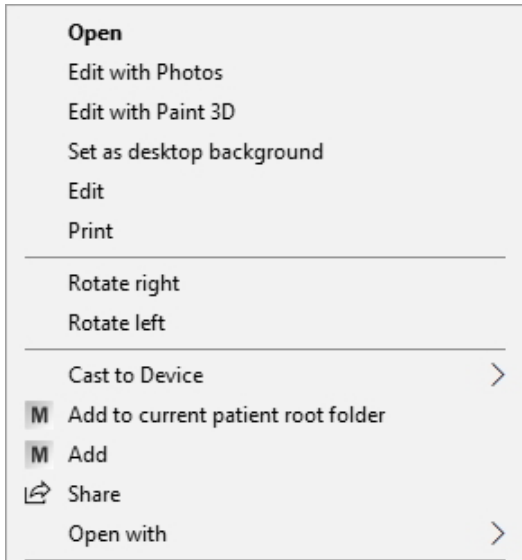 Open
Edit with Photos
Edit with Paint 3D
Set as desktop background
Edit
Print
Rotate right
Rotate left
Cast to Device
M Add to current patient root folder
M Add
Share
Open with